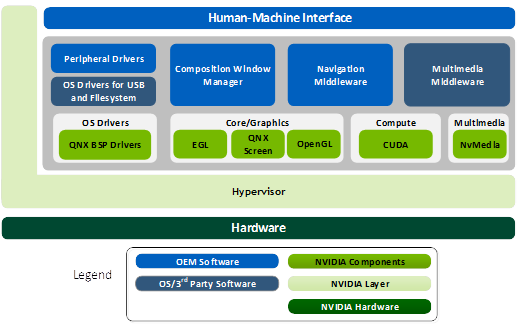 Human-Machine Interface
Peripheral Drivers
OS Drivers for USB
and Filesystem
Composition Window
Manager
Navigation
Middleware
Multimedia
Middleware
OS Drivers
QNX BSP Drivers
Core/Graphics
EGL
QNX
Screen
OpenGL
Compute
CUDA
Multimedia
NvMedia
Hypervisor
Hardware
Legend
OEM Software
NVIDIA Components
OS/3rd Party Software
NVIDIA Layer
NVIDIA Hardware